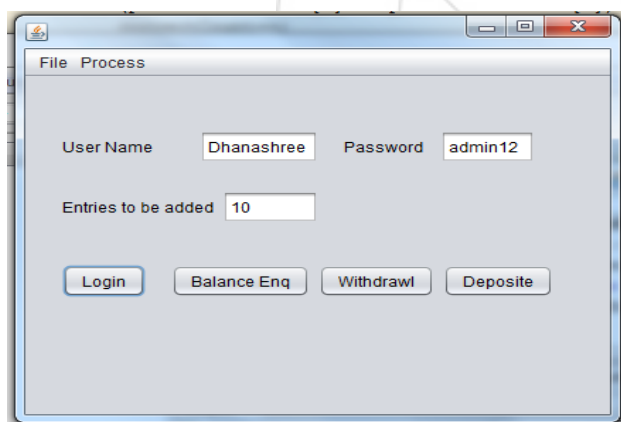 File Process
User Name Dhanashree Password admin12
Entries to be added 10
Login Balance Enq Withdrawl Deposite